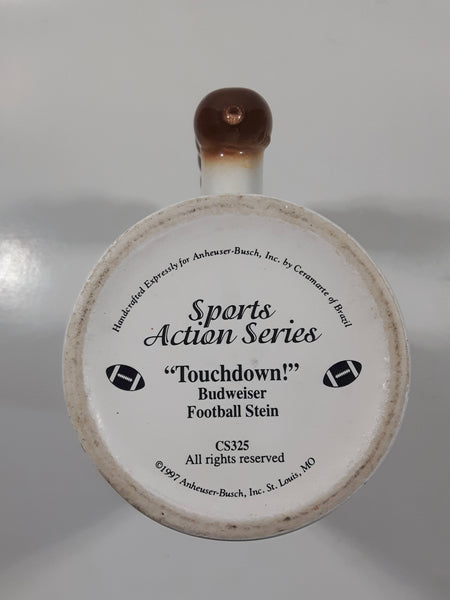 Handcrafted Expressly for Anheuser-Busch, Inc. by Ceramarte of Brazil
Sports
Action Series
“Touchdown!”
Budweiser
Football Stein
CS325
All rights reserved
©1997 Anheuser-Busch, Inc. St. Louis, MO